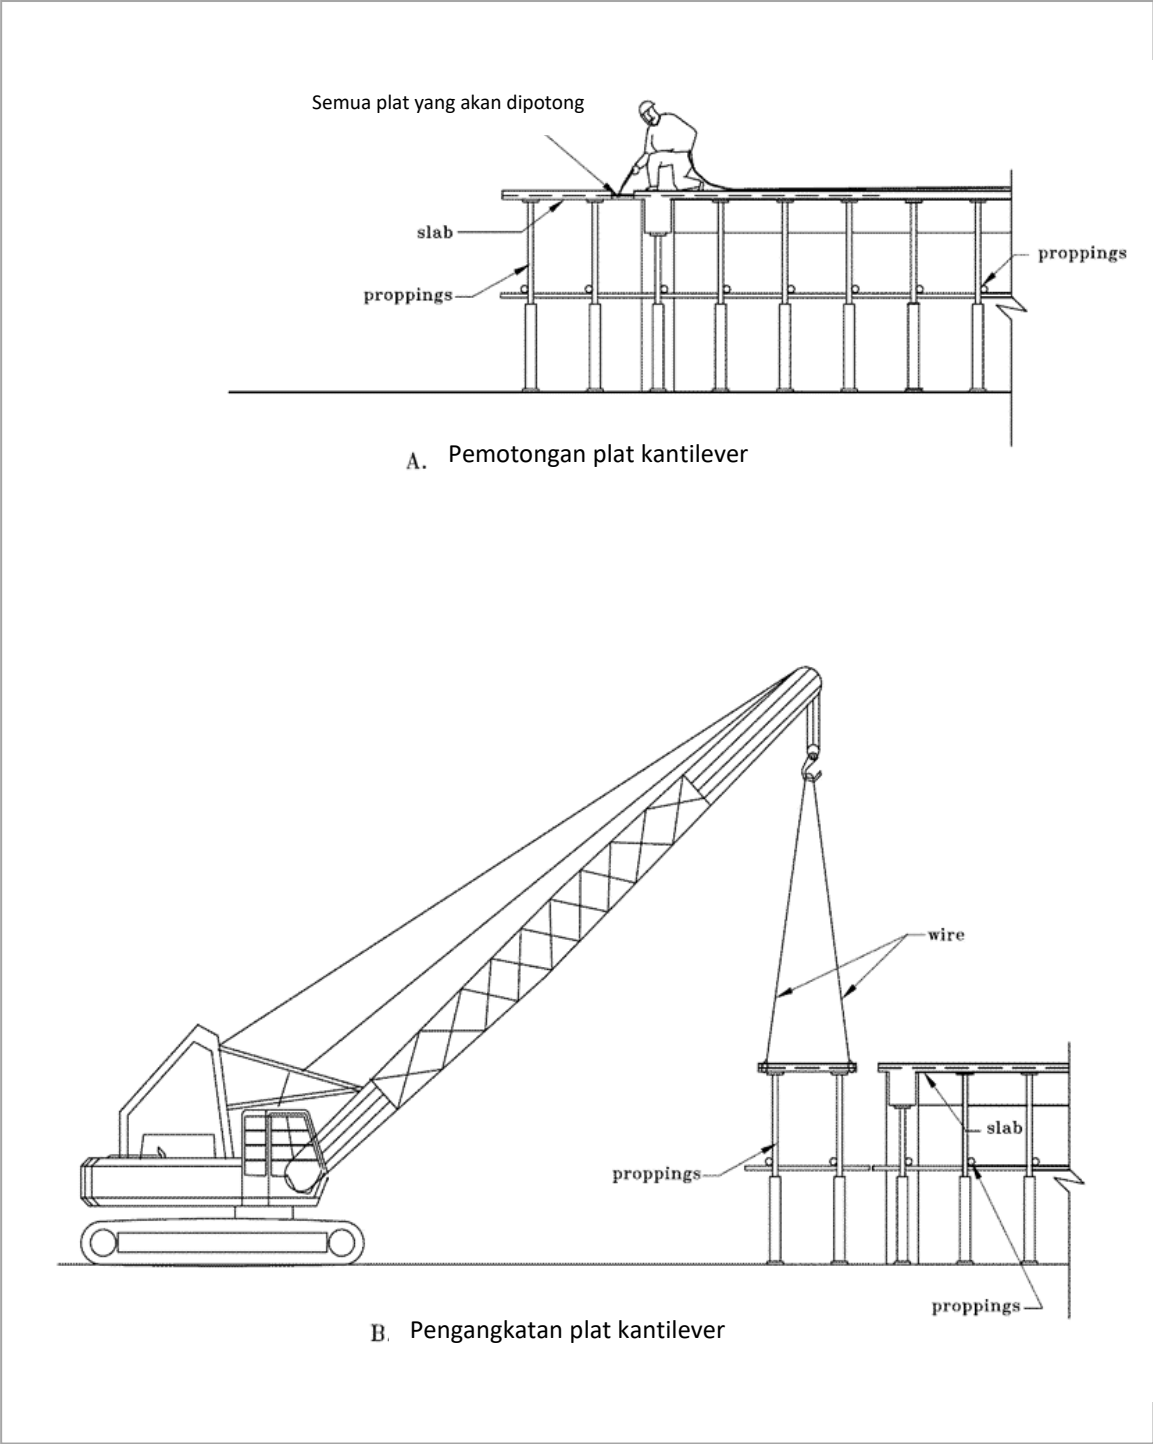 Semua plat yang akan dipotong
slab
proppings
proppings
A. Pemotongan plat kantilever
wire
slab
proppings
proppings
B. Pengangkatan plat kantilever